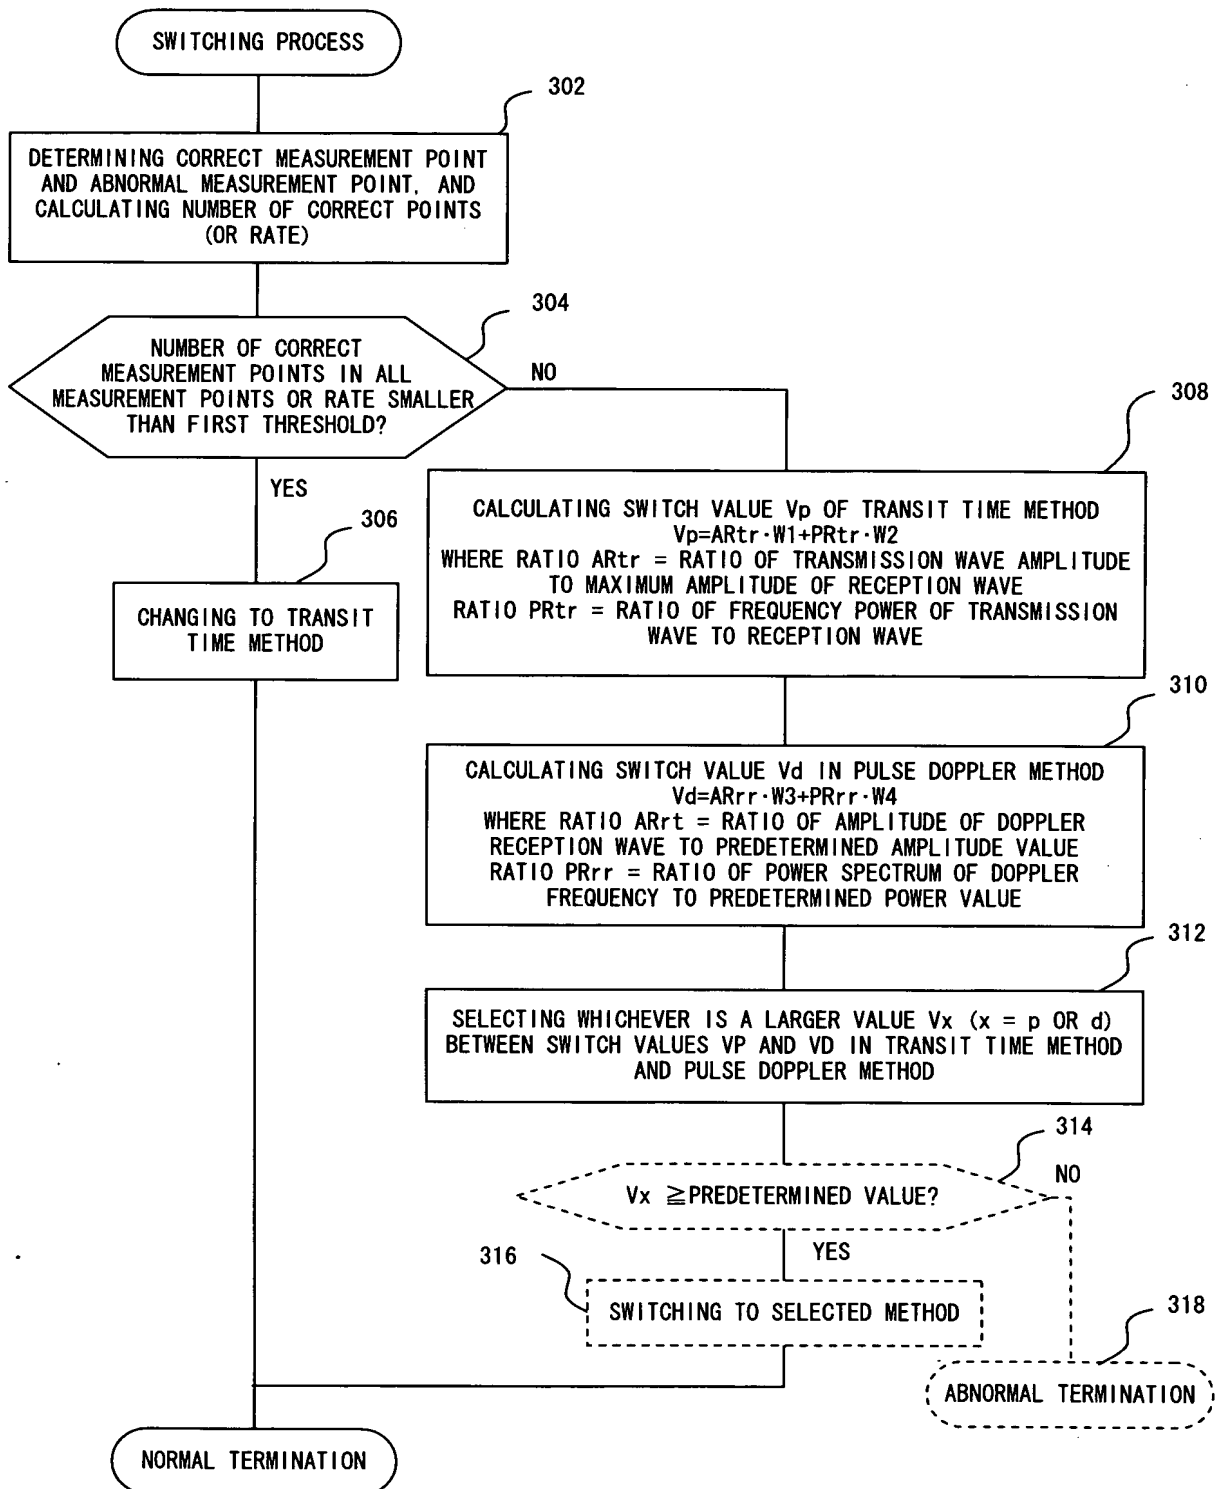 SWITCHING PROCESS
302
DETERMINING CORRECT MEASUREMENT POINT
AND ABNORMAL MEASUREMENT POINT, AND
CALCULATING NUMBER OF CORRECT POINTS
(OR RATE)
304
NUMBER OF CORRECT
MEASUREMENT POINTS IN ALL
MEASUREMENT POINTS OR RATE SMALLER
THAN FIRST THRESHOLD?
NO
YES
306
CHANGING TO TRANSIT
TIME METHOD
308
CALCULATING SWITCH VALUE Vp OF TRANSIT TIME METHOD
Vp=ARtr·W1+PRtr·W2
WHERE RATIO ARtr = RATIO OF TRANSMISSION WAVE AMPLITUDE
TO MAXIMUM AMPLITUDE OF RECEPTION WAVE
RATIO PRtr = RATIO OF FREQUENCY POWER OF TRANSMISSION
WAVE TO RECEPTION WAVE
310
CALCULATING SWITCH VALUE Vd IN PULSE DOPPLER METHOD
Vd=ARrr·W3+PRrr·W4
WHERE RATIO ARrt = RATIO OF AMPLITUDE OF DOPPLER
RECEPTION WAVE TO PREDETERMINED AMPLITUDE VALUE
RATIO PRrr = RATIO OF POWER SPECTRUM OF DOPPLER
FREQUENCY TO PREDETERMINED POWER VALUE
312
SELECTING WHICHEVER IS A LARGER VALUE Vx (x = p OR d)
BETWEEN SWITCH VALUES VP AND VD IN TRANSIT TIME METHOD
AND PULSE DOPPLER METHOD
314
Vx ≧PREDETERMINED VALUE?
NO
YES
316
SWITCHING TO SELECTED METHOD
318
ABNORMAL TERMINATION
NORMAL TERMINATION